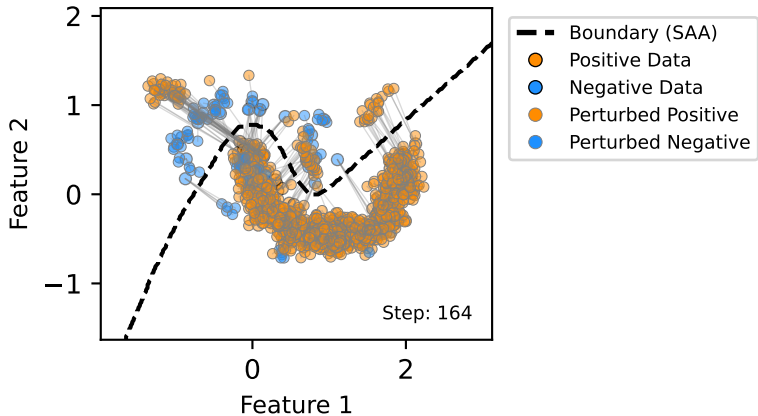 2
1
0
−1
Feature 2
0
2
Feature 1
Step: 164
Boundary (SAA)
Positive Data
Negative Data
Perturbed Positive
Perturbed Negative